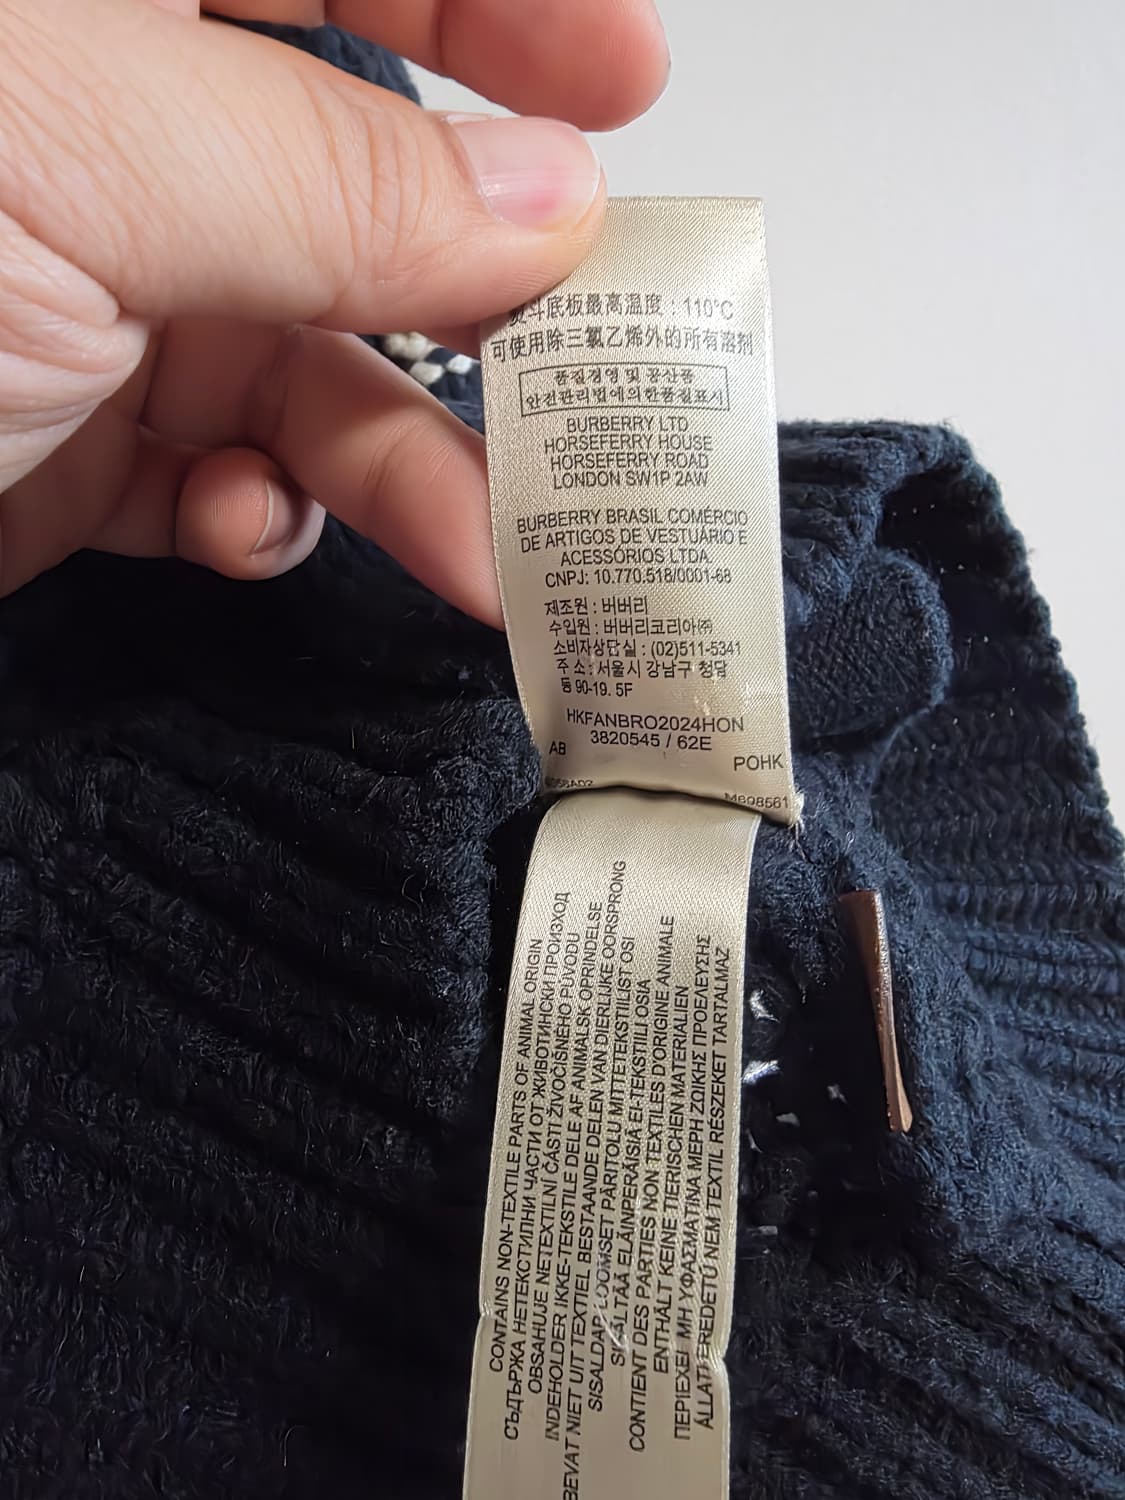 斗底板最高温度：110°C
可使用除三氯乙烯外的所有溶剂
품질경영 및 공산품
안전관리법에의한품질표시
BURBERRY LTD
HORSEFERRY HOUSE
HORSEFERRY ROAD
LONDON SW1P 2AW
BURBERRY BRASIL COMÉRCIO
DE ARTIGOS DE VESTUÁRIO E
ACESSÓRIOS LTDA.
CNPJ: 10.770.518/0001-68
제조원 : 버버리
수입원 : 버버리코리아㈜
소비자상담실 : (02)511-5341
주 소 : 서울시 강남구 청담
동 90-19. 5F
HKFANBRO2024HON
3820545 / 62E
AB
POHK
M698561
CONTAINS NON-TEXTILE PARTS OF ANIMAL ORIGIN
СЪДЪРЖА НЕТЕКСТИЛНИ ЧАСТИ ОТ ЖИВОТИНСКИ ПРОИЗХОД
OBSAHUJE NETEXTILNÍ ČÁSTI ŽIVOČIŠNÉHO PŮVODU
INDEHOLDER IKKE-TEKSTILE DELE AF ANIMALSK OPRINDELSE
BEVAT NIET UIT TEXTIEL BESTAANDE DELEN VAN DIERLIJKE OORSPRONG
SISALDAB LOOMSET PÄRITOLU MITTETEKSTIILIST OSI
SISÄLTÄÄ ELÄINPERÄISIÄ EI-TEKSTIILIOSIA
CONTIENT DES PARTIES NON TEXTILES D'ORIGINE ANIMALE
ENTHÄLT KEINE TIERISCHEN MATERIALIEN
ΠΕΡΙΕΧΕΙ ΜΗ ΥΦΑΣΜΑΤΙΝΑ ΜΕΡΗ ΖΩΙΚΗΣ ΠΡΟΕΛΕΥΣΗΣ
ÁLLATI EREDETŰ NEM TEXTIL RÉSZEKET TARTALMAZ